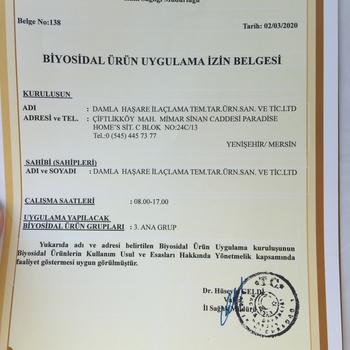 Belge No:138
Tarih: 02/03/2020
BİYOSİDAL ÜRÜN UYGULAMA İZİN BELGESİ
KURULUSUN
ADI : DAMLA HAŞARE İLAÇLAMA TEM.TAR.ÜRN.SAN. VE TİC.LTD
ADRESİ ve TEL. : ÇİFTLİKKÖY MAH. MİMAR SİNAN CADDESİ PARADİSE
HOME'S SİT. C BLOK NO:24C/13
Tel.:0 (545) 445 73 77
YENİŞEHİR/ MERSİN
SAHİBİ (SAHİPLERİ)
ADI ve SOYADI : DAMLA HAŞARE İLAÇLAMA TEM.TAR.ÜRN.SAN. VE TİC.LTD
CALISMA SAATLERİ : 08.00-17.00
UYGULAMA YAPILACAK
BİYOSİDAL ÜRÜN GRUPLARI : 3. ANA GRUP
Yukarıda adı ve adresi belirtilen Biyosidal Ürün Uygulama kuruluşunun
Biyosidal Ürünlerin Kullanım Usul ve Esasları Hakkında Yönetmelik kapsamında
faaliyet göstermesi uygun görülmüştür.
Dr. Hüseyin
İl Sağlık Müdürü